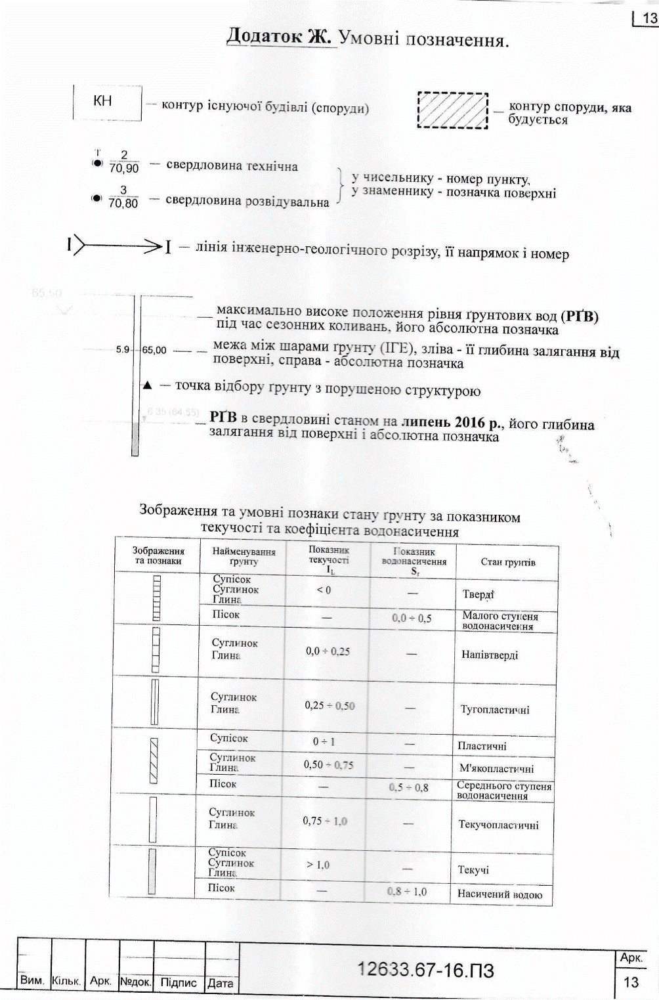 13
Додаток Ж. Умовні позначення.
КН — контур існуючої будівлі (споруди)
— контур споруди, яка
будується
Т 2
70,90 — свердловина технічна
3
70,80 — свердловина розвідувальна
у чисельнику - номер пункту,
у знаменнику - позначка поверхні
I I — лінія інженерно-геологічного розрізу, її напрямок і номер
65,50
— максимально високе положення рівня ґрунтових вод (РҐВ)
під час сезонних коливань, його абсолютна позначка
5.9 65,00 — — межа між шарами ґрунту (ІГЕ), зліва - її глибина залягання від
поверхні, справа - абсолютна позначка
▲ — точка відбору ґрунту з порушеною структурою
6.35 (64,55)
— РҐВ в свердловині станом на липень 2016 р., його глибина
залягання від поверхні і абсолютна позначка
Зображення та умовні познаки стану ґрунту за показником
текучості та коефіцієнта водонасичення
Зображення
та познаки
Найменування
ґрунту
Показник
текучості
IL
Показник
водонасичення
Sr
Стан ґрунтів
Супісок
Суглинок
Глина
< 0
—
Тверді
Пісок
—
0,0 ÷ 0,5
Малого ступеня
водонасичення
Суглинок
Глина
0,0 ÷ 0,25
—
Напівтверді
Суглинок
Глина
0,25 ÷ 0,50
—
Тугопластичні
Супісок
0 ÷ 1
—
Пластичні
Суглинок
Глина
0,50 ÷ 0,75
—
М'якопластичні
Пісок
—
0,5 ÷ 0,8
Середнього ступеня
водонасичення
Суглинок
Глина
0,75 ÷ 1,0
—
Текучопластичні
Супісок
Суглинок
Глина
> 1,0
—
Текучі
Пісок
—
0,8 ÷ 1,0
Насичений водою
Вим. Кільк. Арк. №док. Підпис Дата
12633.67-16.ПЗ
Арк.
13